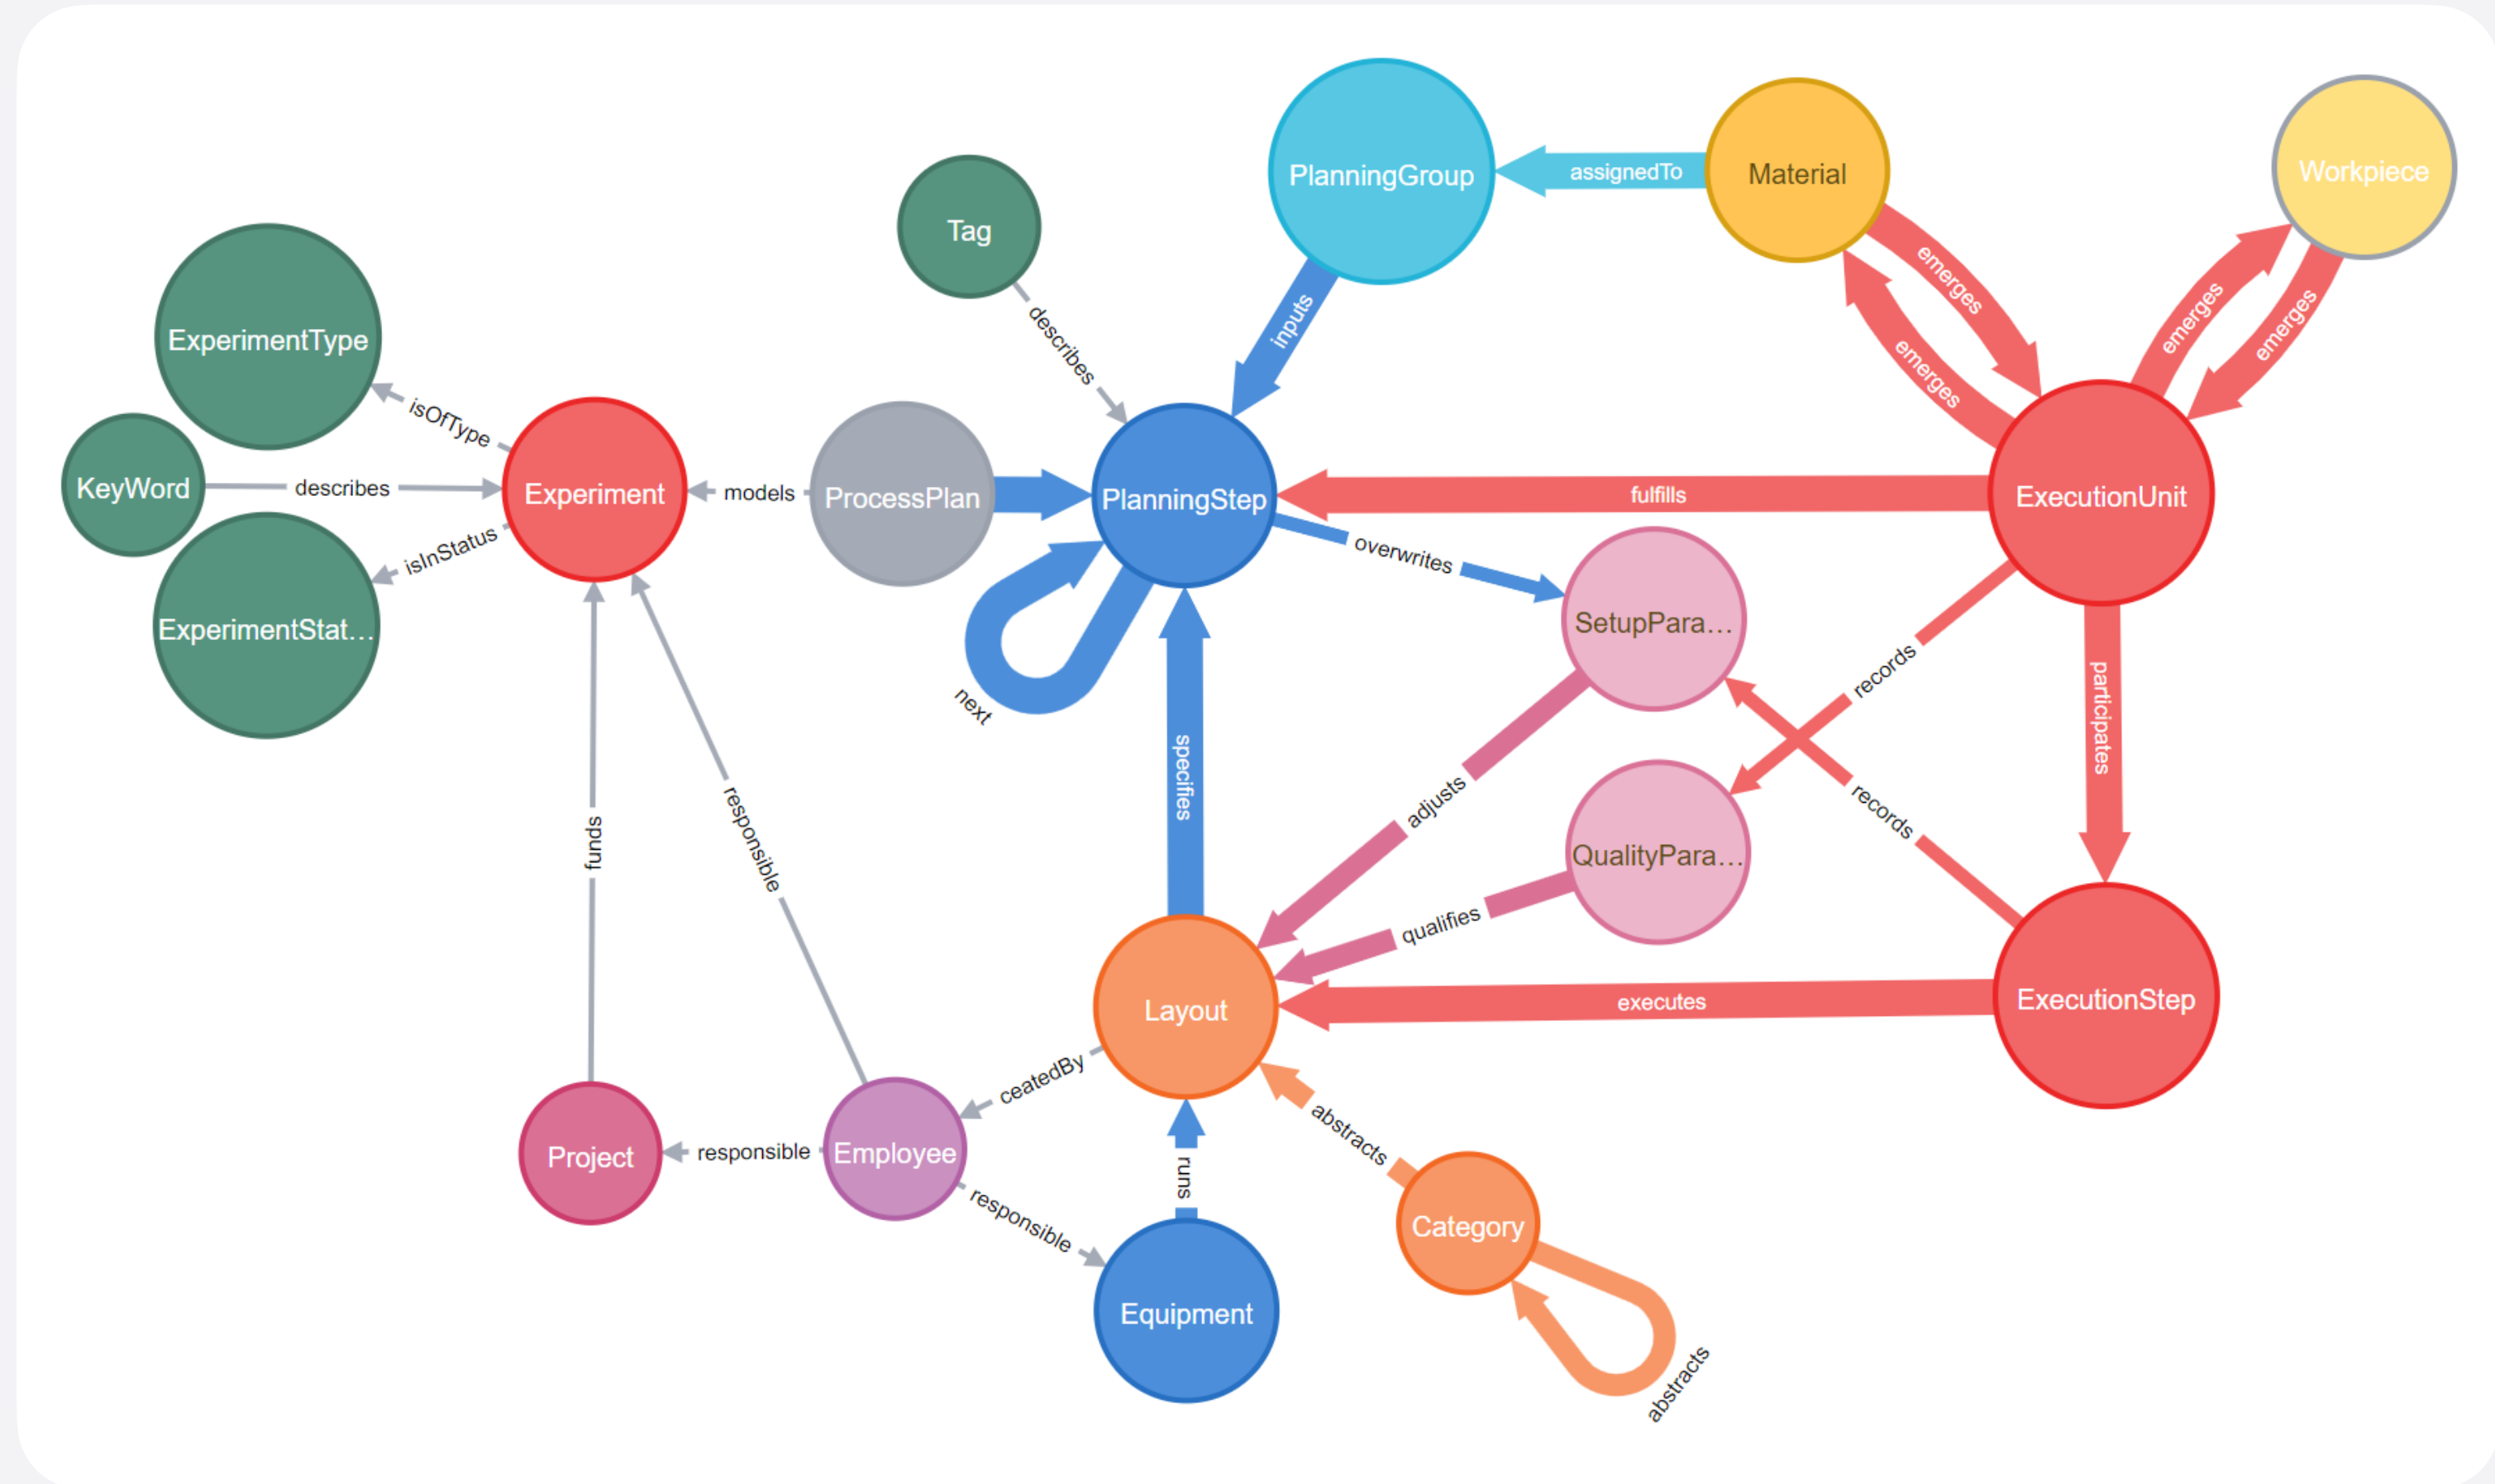 PlanningGroup
assignedTo
Material
Workpiece
Tag
emerges
emerges
emerges
emerges
inputs
describes
ExperimentType
isOfType
KeyWord
describes
Experiment
models
ProcessPlan
PlanningStep
fulfills
ExecutionUnit
isInStatus
overwrites
ExperimentStat...
SetupPara...
records
participates
next
specifies
adjusts
records
funds
responsible
QualityPara...
qualifies
Layout
executes
ExecutionStep
ceatedBy
abstracts
Project
responsible
Employee
runs
responsible
Category
Equipment
abstracts